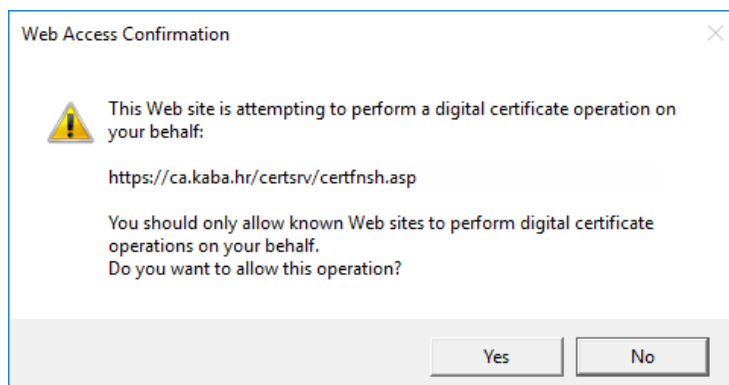 Web Access Confirmation
This Web site is attempting to perform a digital certificate operation on
your behalf:
https://ca.kaba.hr/certsrv/certfnsh.asp
You should only allow known Web sites to perform digital certificate
operations on your behalf.
Do you want to allow this operation?
Yes
No